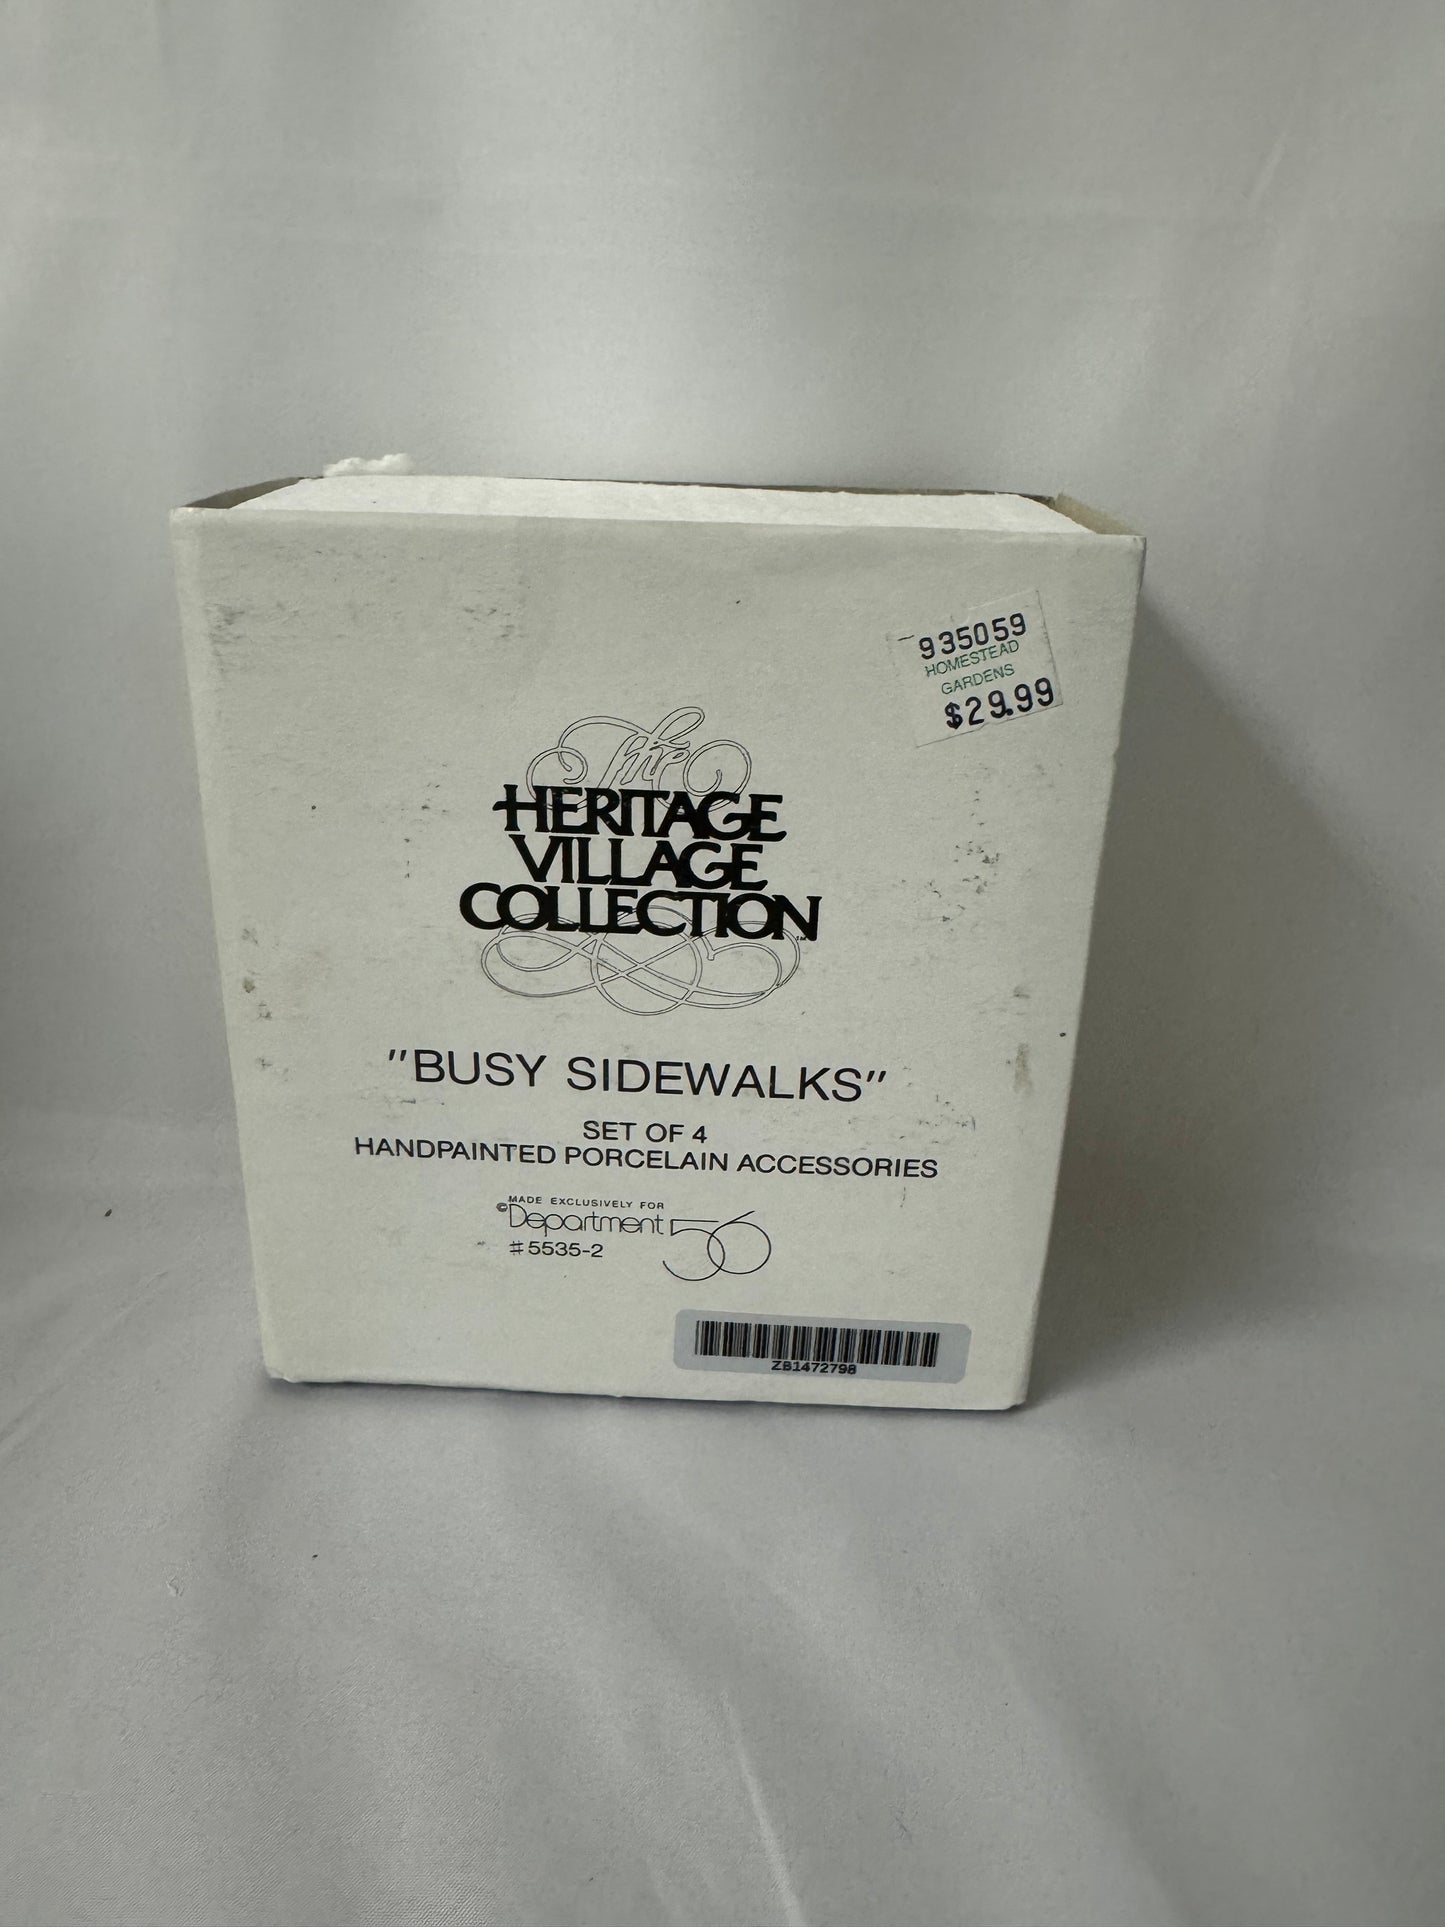 935059
HOMESTEAD
GARDENS
$29.99
The
HERITAGE
VILLAGE
COLLECTION
"BUSY SIDEWALKS"
SET OF 4
HANDPAINTED PORCELAIN ACCESSORIES
MADE EXCLUSIVELY FOR
©Department 56
#5535-2
ZB1472798